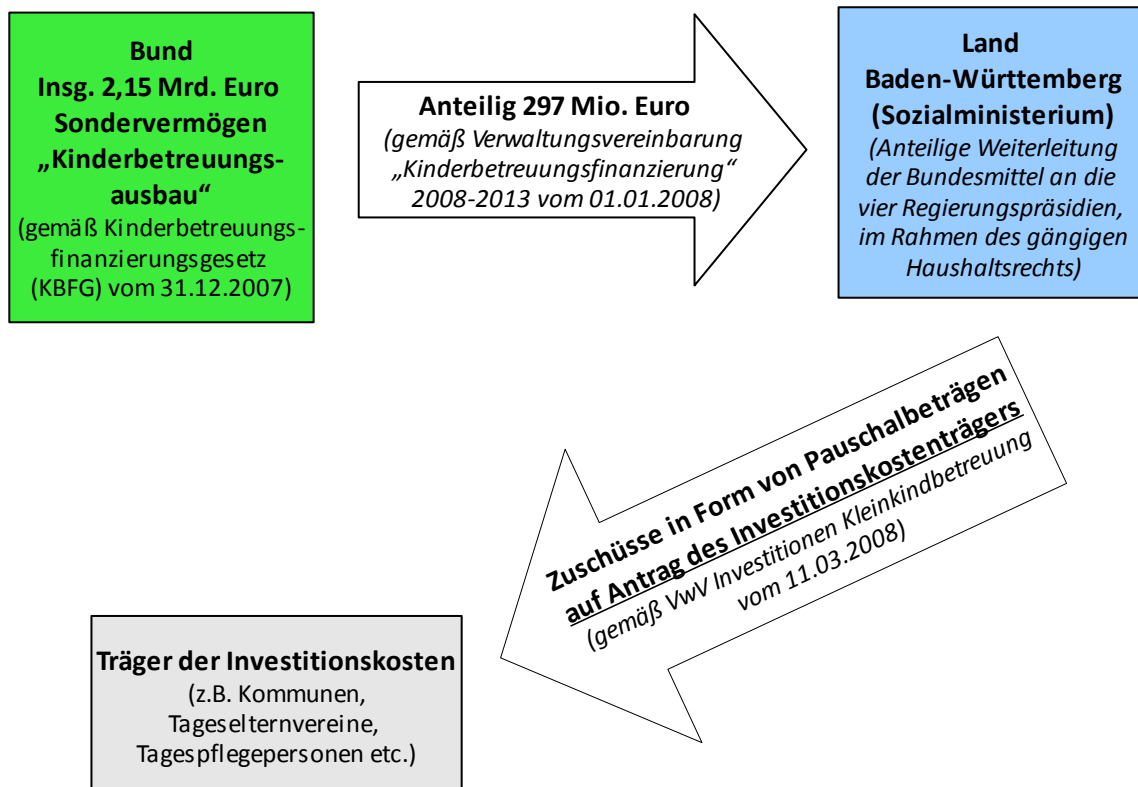 Bund
Insg. 2,15 Mrd. Euro
Sondervermögen
„Kinderbetreuungs-
ausbau“
(gemäß Kinderbetreuungs-
finanzierungsgesetz
(KBFG) vom 31.12.2007)
Anteilig 297 Mio. Euro
(gemäß Verwaltungsvereinbarung
„Kinderbetreuungsfinanzierung“
2008-2013 vom 01.01.2008)
Land
Baden-Württemberg
(Sozialministerium)
(Anteilige Weiterleitung
der Bundesmittel an die
vier Regierungspräsidien,
im Rahmen des gängigen
Haushaltsrechts)
Zuschüsse in Form von Pauschalbeträgen
auf Antrag des Investitionskostenträgers
(gemäß VwV Investitionen Kleinkindbetreuung
vom 11.03.2008)
Träger der Investitionskosten
(z.B. Kommunen,
Tageselternvereine,
Tagespflegepersonen etc.)